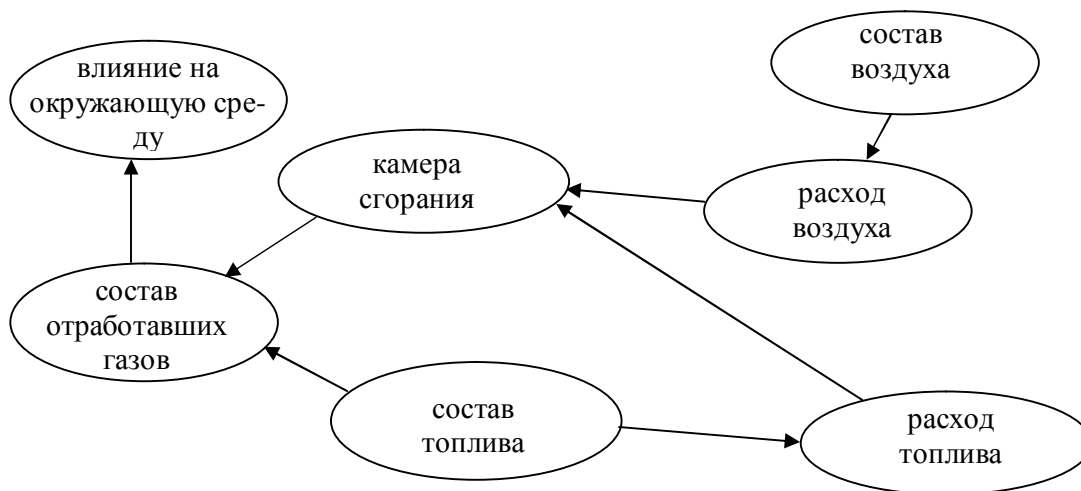 влияние на
окружающую сре-
ду
состав
воздуха
камера
сгорания
расход
воздуха
состав
отработавших
газов
состав
топлива
расход
топлива